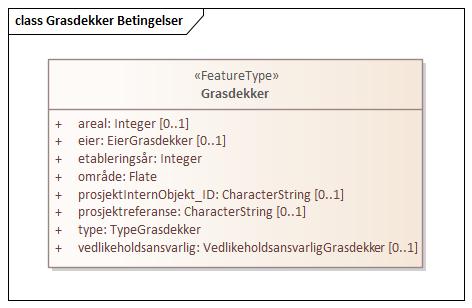 class Grasdekker Betingelser
«FeatureType»
Grasdekker
+ areal: Integer [0..1]
+ eier: EierGrasdekker [0..1]
+ etableringsår: Integer
+ område: Flate
+ prosjektInternObjekt_ID: CharacterString [0..1]
+ prosjektreferanse: CharacterString [0..1]
+ type: TypeGrasdekker
+ vedlikeholdsansvarlig: VedlikeholdsansvarligGrasdekker [0..1]